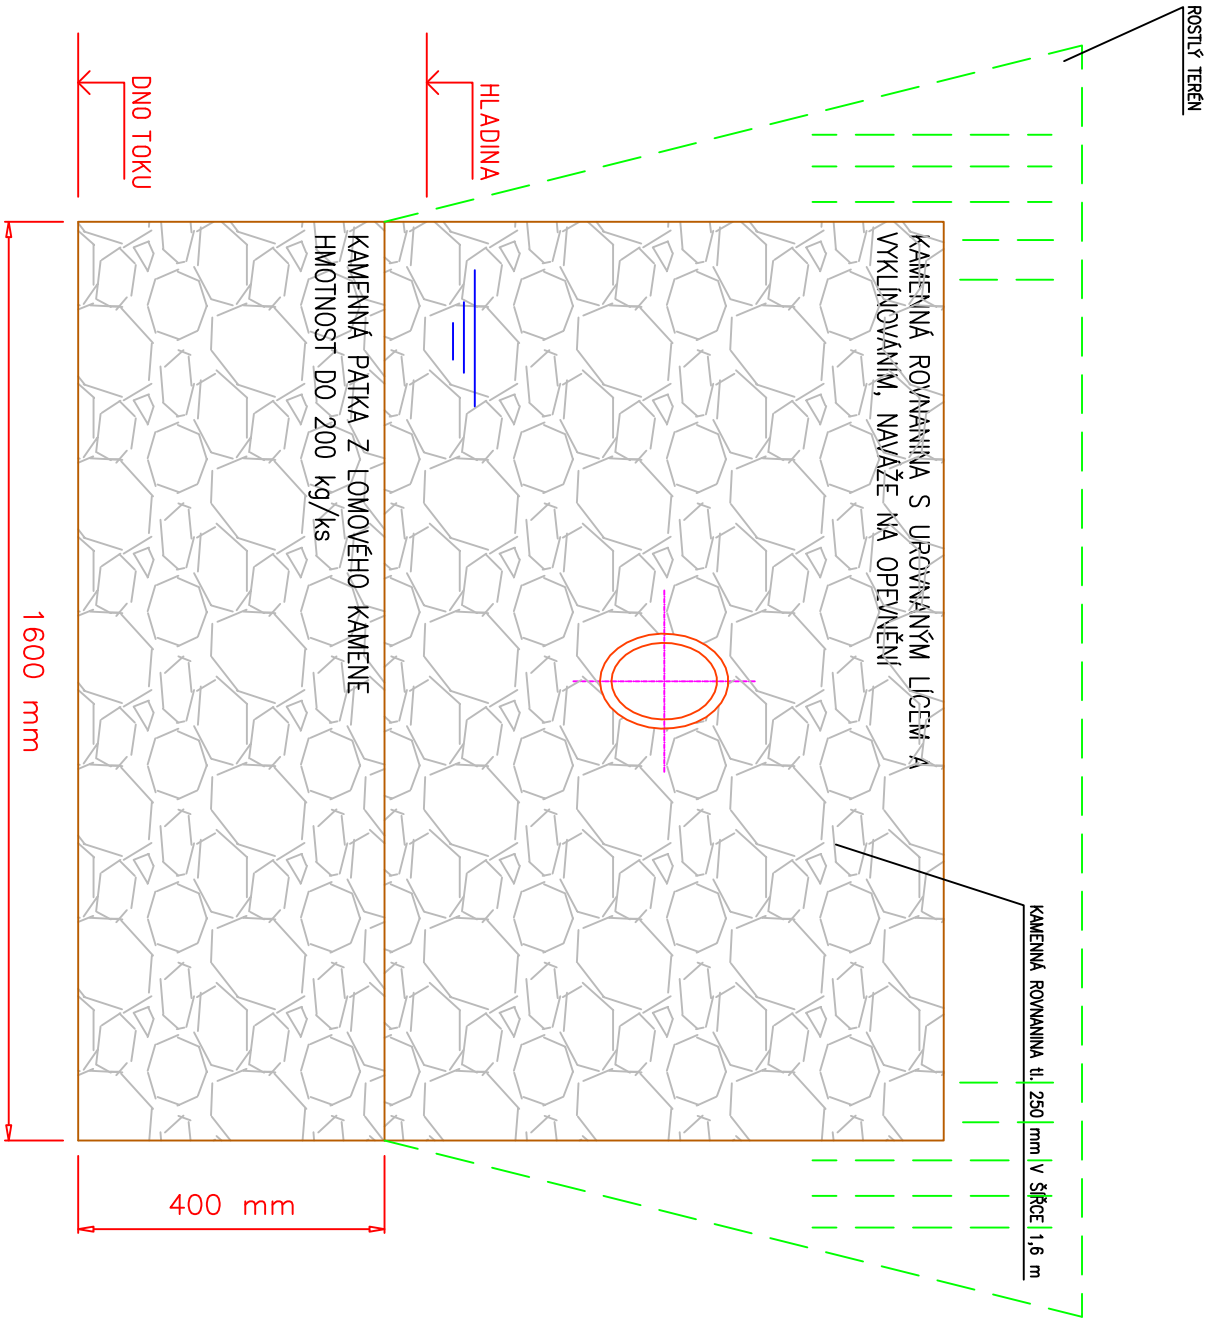 ROSTLÝ TERÉN
KAMENNÁ ROVNANINA tl. 250 mm V ŠÍŘCE 1,6 m
KAMENNÁ ROVNANINA S UROVNANÝM LÍCEM A
VYKLÍNOVÁNÍM, NAVÁŽE NA OPEVNĚNÍ
HLADINA
KAMENNÁ PATKA Z LOMOVÉHO KAMENE
HMOTNOST DO 200 kg/ks
DNO TOKU
400 mm
1600 mm